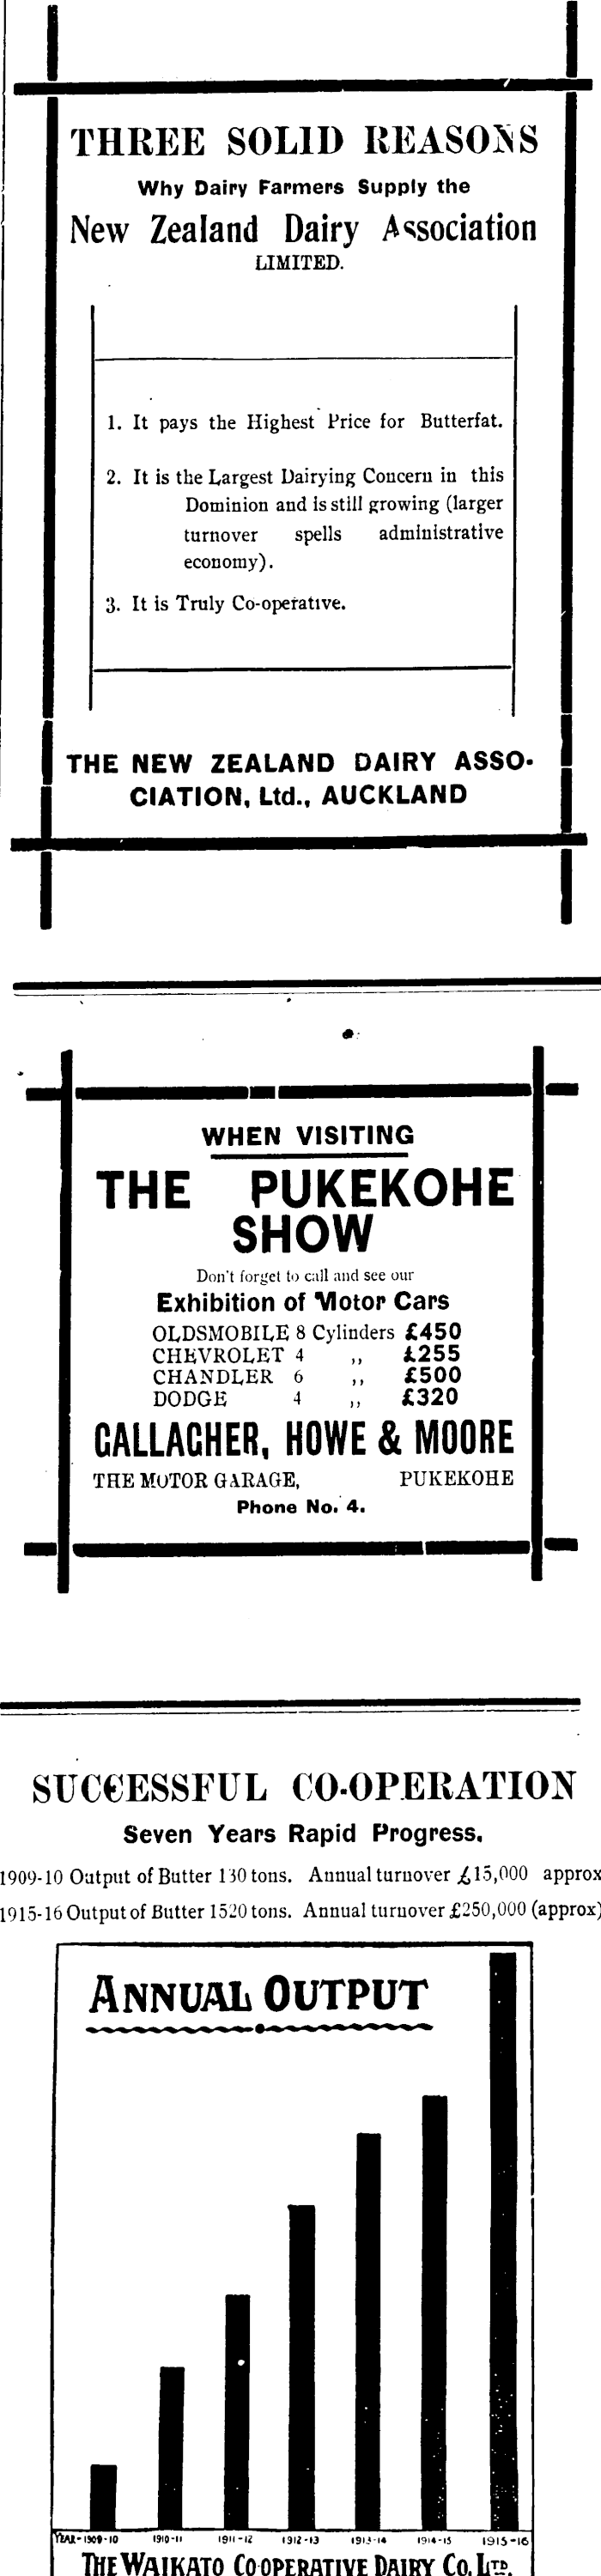 THREE SOLID REASONS
Why Dairy Farmers Supply the
New Zealand Dairy Association
LIMITED.
1. It pays the Highest Price for Butterfat.
2. It is the Largest Dairying Concern in this
Dominion and is still growing (larger
turnover spells administrative
economy).
3. It is Truly Co-operative.
THE NEW ZEALAND DAIRY ASSO-
CIATION, Ltd., AUCKLAND
WHEN VISITING
THE PUKEKOHE
SHOW
Don't forget to call and see our
Exhibition of Motor Cars
OLDSMOBILE 8 Cylinders £450
CHEVROLET 4 ,, £255
CHANDLER 6 ,, £500
DODGE 4 ,, £320
GALLAGHER, HOWE & MOORE
THE MOTOR GARAGE, PUKEKOHE
Phone No. 4.
SUCCESSFUL CO-OPERATION
Seven Years Rapid Progress.
1909-10 Output of Butter 130 tons. Annual turnover £15,000 approx
1915-16 Output of Butter 1520 tons. Annual turnover £250,000 (approx)
ANNUAL OUTPUT
YEAR-1909-10 1910-11 1911-12 1912-13 1913-14 1914-15 1915-16
THE WAIKATO CO-OPERATIVE DAIRY CO. LTD.